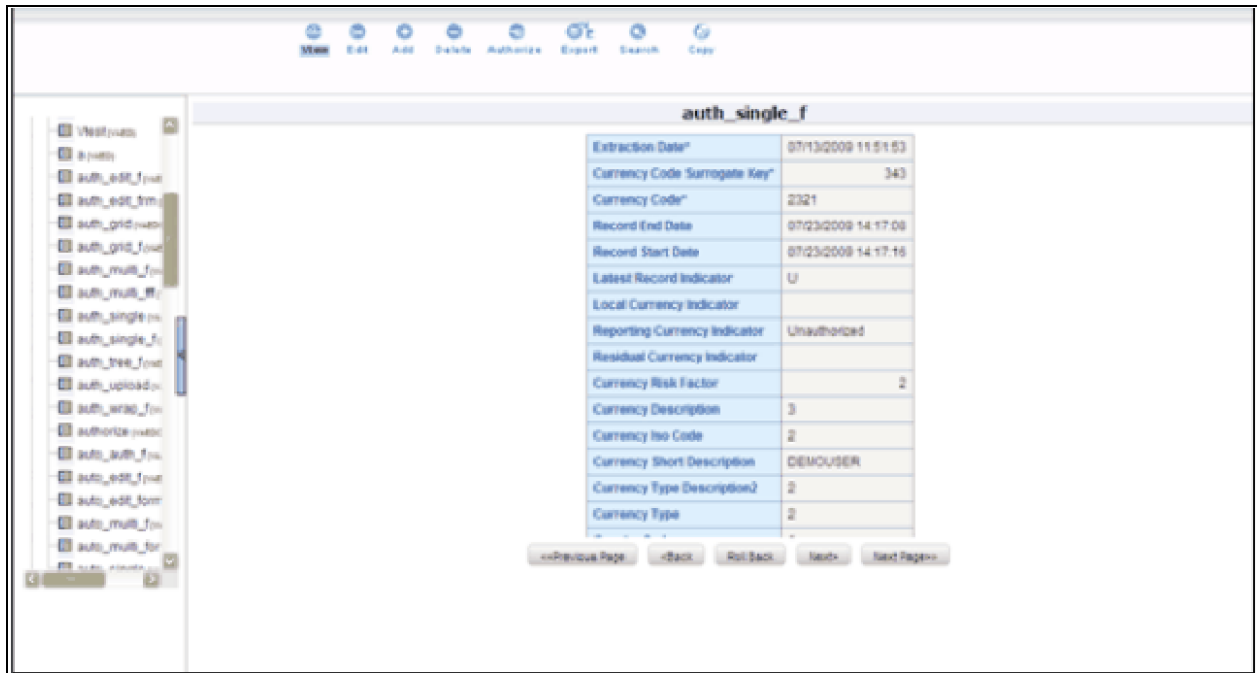 View Edit Add Delete Authorize Export Search Copy
auth_single_f
auth_edit_f
auth_edit_frm
auth_grid
auth_grid_f
auth_multi_f
auth_multi_fff
auth_single
auth_single_f
auth_tree_f
auth_upload
auth_wrap_f
authorize
auto_auth_f
auto_edit_f
auto_edit_form
auto_multi_f
auto_multi_for
Extraction Date* 07/13/2009 11:51:53
Currency Code Surrogate Key* 343
Currency Code* 2321
Record End Date 07/23/2009 14:17:08
Record Start Date 07/23/2009 14:17:16
Latest Record Indicator U
Local Currency Indicator
Reporting Currency Indicator Unauthorized
Residual Currency Indicator
Currency Risk Factor 2
Currency Description 3
Currency Iso Code 2
Currency Short Description DEMOUSER
Currency Type Description2 2
Currency Type 2
<<Previous Page <Back Roll Back Next> Next Page>>